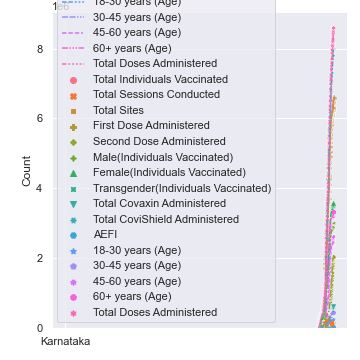 1e6
18-30 years (Age)
30-45 years (Age)
45-60 years (Age)
60+ years (Age)
Total Doses Administered
Total Individuals Vaccinated
Total Sessions Conducted
Total Sites
First Dose Administered
Second Dose Administered
Male(Individuals Vaccinated)
Female(Individuals Vaccinated)
Transgender(Individuals Vaccinated)
Total Covaxin Administered
Total CoviShield Administered
AEFI
18-30 years (Age)
30-45 years (Age)
45-60 years (Age)
60+ years (Age)
Total Doses Administered
8
6
4
2
0
Count
Karnataka